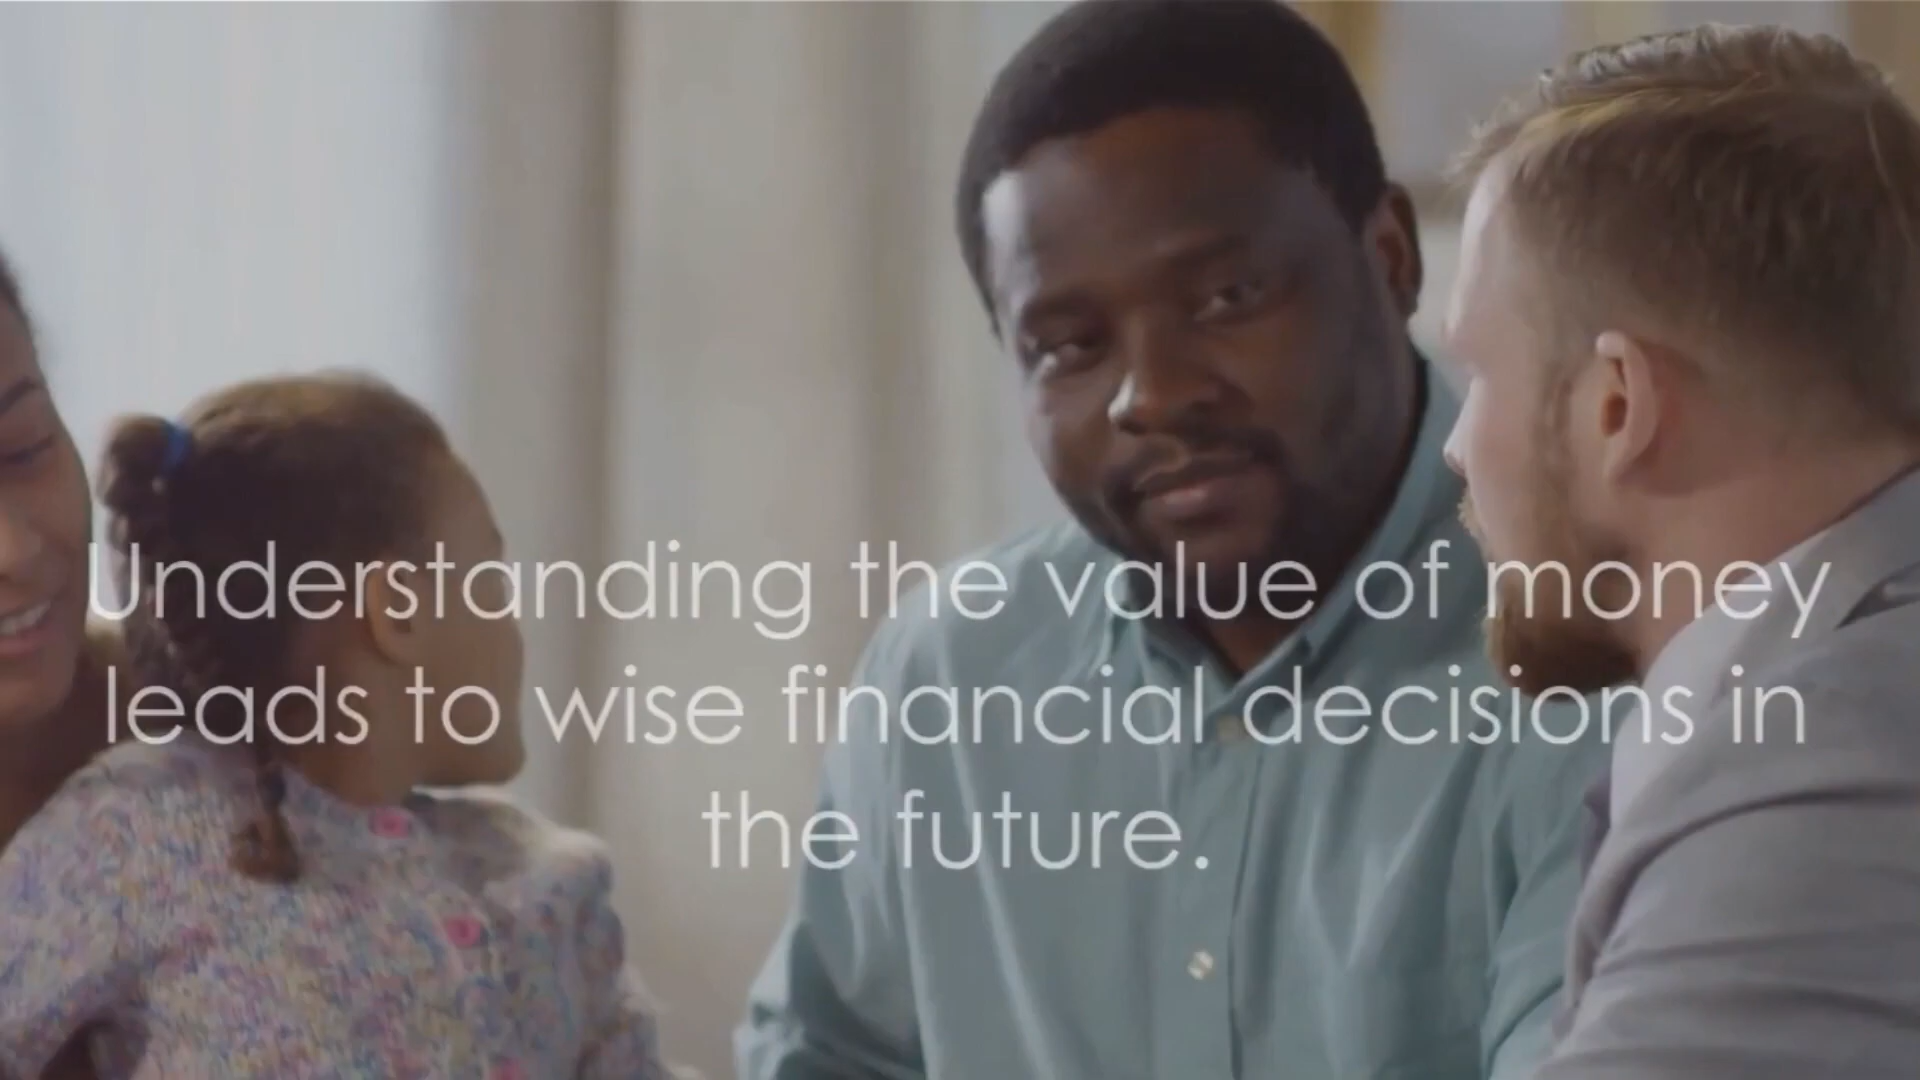 Understanding the value of money
leads to wise financial decisions in
the future.